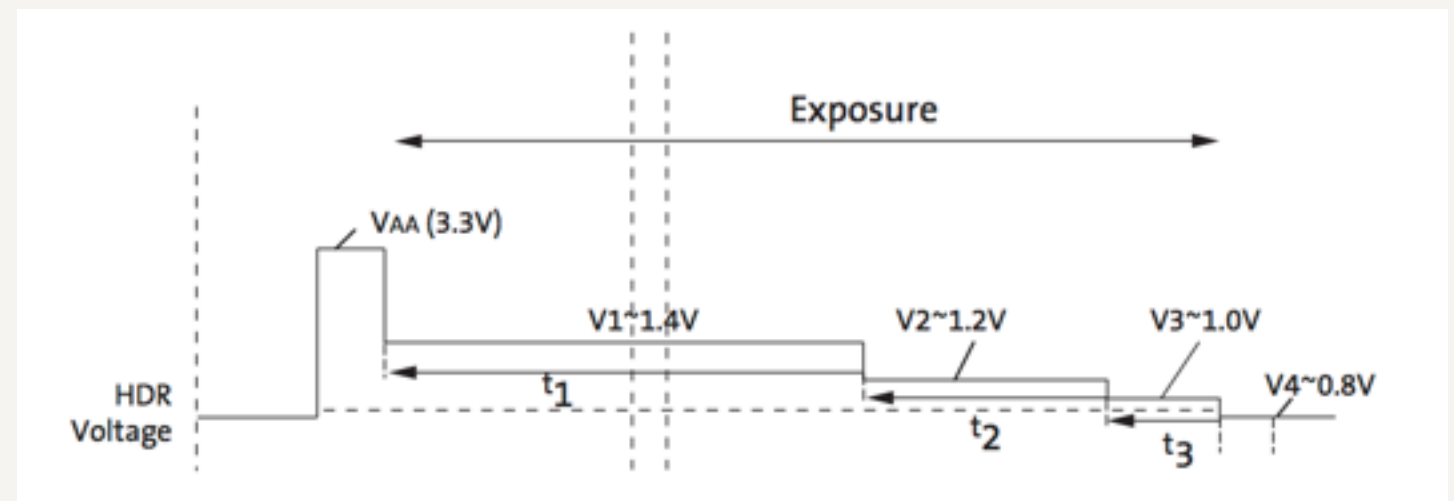 Exposure
VAA (3.3V)
V1~1.4V
V2~1.2V
V3~1.0V
V4~0.8V
HDR
Voltage
t1
t2
t3